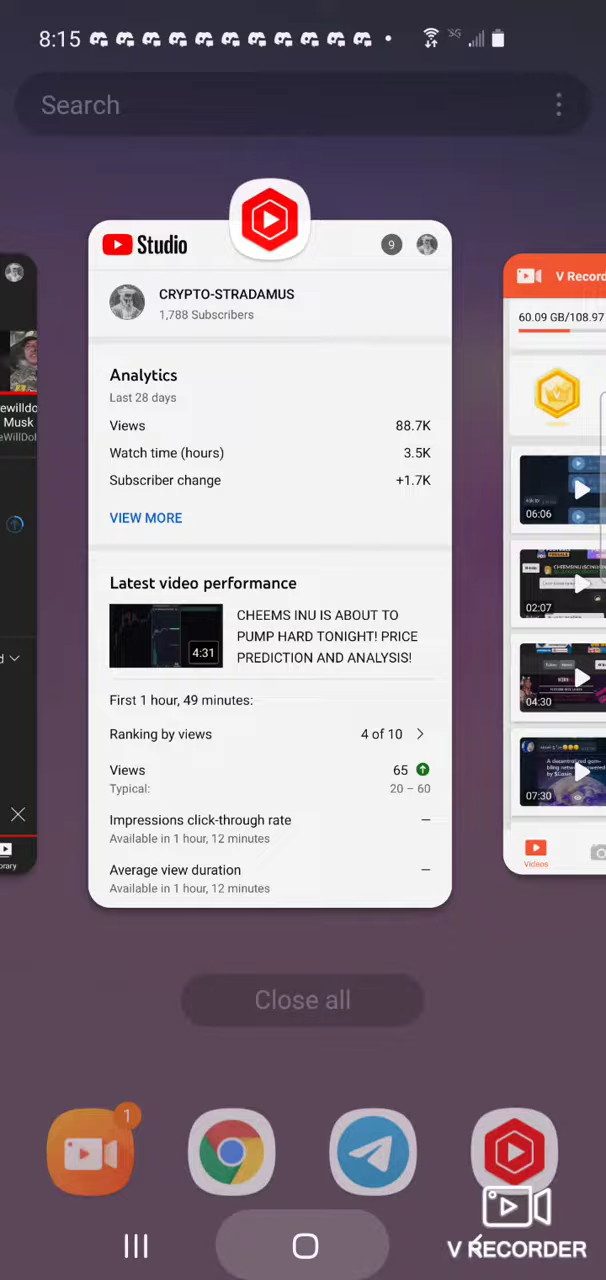 8:15
Search
Studio
9
CRYPTO-STRADAMUS
1,788 Subscribers
Analytics
Last 28 days
Views 88.7K
Watch time (hours) 3.5K
Subscriber change +1.7K
VIEW MORE
Latest video performance
4:31
CHEEMS INU IS ABOUT TO
PUMP HARD TONIGHT! PRICE
PREDICTION AND ANALYSIS!
First 1 hour, 49 minutes:
Ranking by views 4 of 10
Views 65
Typical: 20 – 60
Impressions click-through rate –
Available in 1 hour, 12 minutes
Average view duration –
Available in 1 hour, 12 minutes
Musk
V Record
60.09 GB/108.97
06:06
02:07
04:30
07:30
Videos
Close all
1
V RECORDER